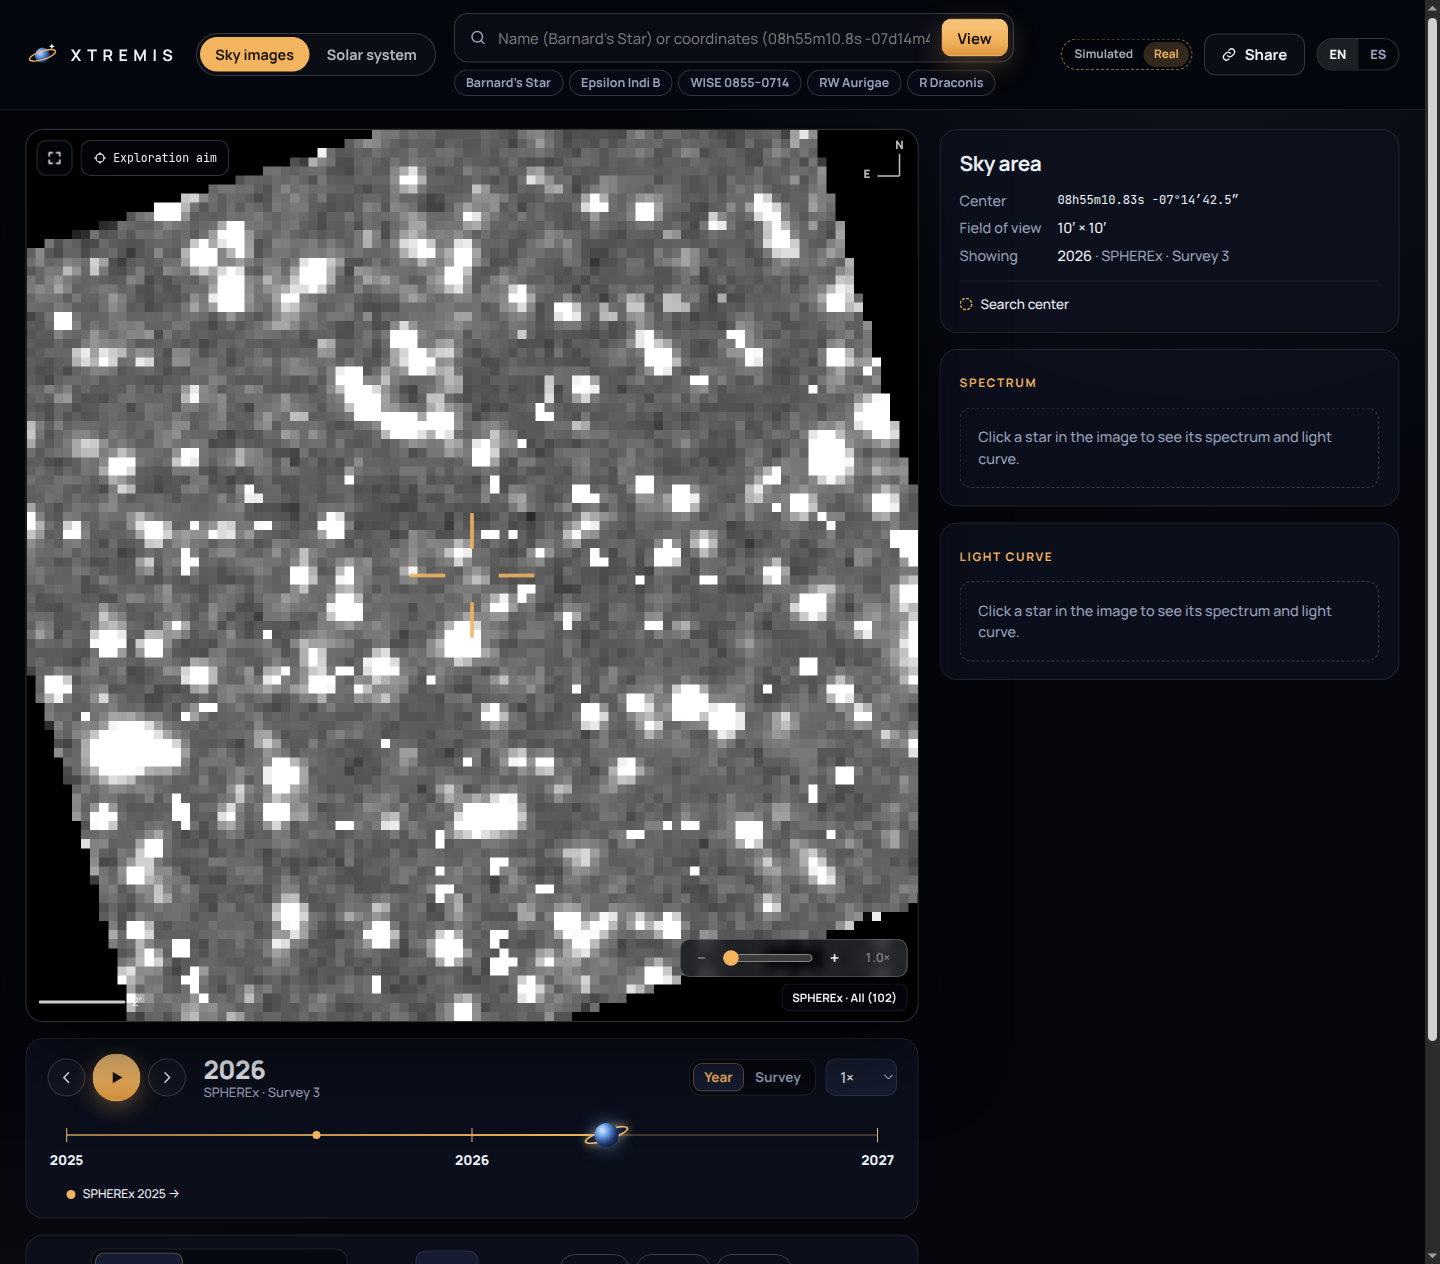 XTREMIS
Sky images
Solar system
Name (Barnard's Star) or coordinates (08h55m10.8s -07d14m4
View
Barnard's Star
Epsilon Indi B
WISE 0855-0714
RW Aurigae
R Draconis
Simulated
Real
Share
EN
ES
Exploration aim
N
E
2'
− + 1.0×
SPHEREx · All (102)
Sky area
Center 08h55m10.83s -07°14'42.5"
Field of view 10' × 10'
Showing 2026 · SPHEREx · Survey 3
Search center
SPECTRUM
Click a star in the image to see its spectrum and light
curve.
LIGHT CURVE
Click a star in the image to see its spectrum and light
curve.
2026
SPHEREx · Survey 3
Year
Survey
1×
2025
2026
2027
SPHEREx 2025 →